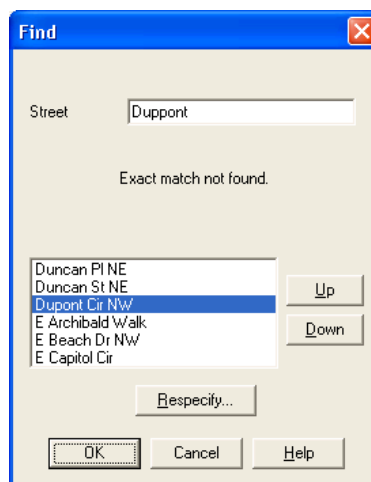 Find
Street Duppont
Exact match not found.
Duncan Pl NE
Duncan St NE
Dupont Cir NW
E Archibald Walk
E Beach Dr NW
E Capitol Cir
Up
Down
Respecify...
OK Cancel Help